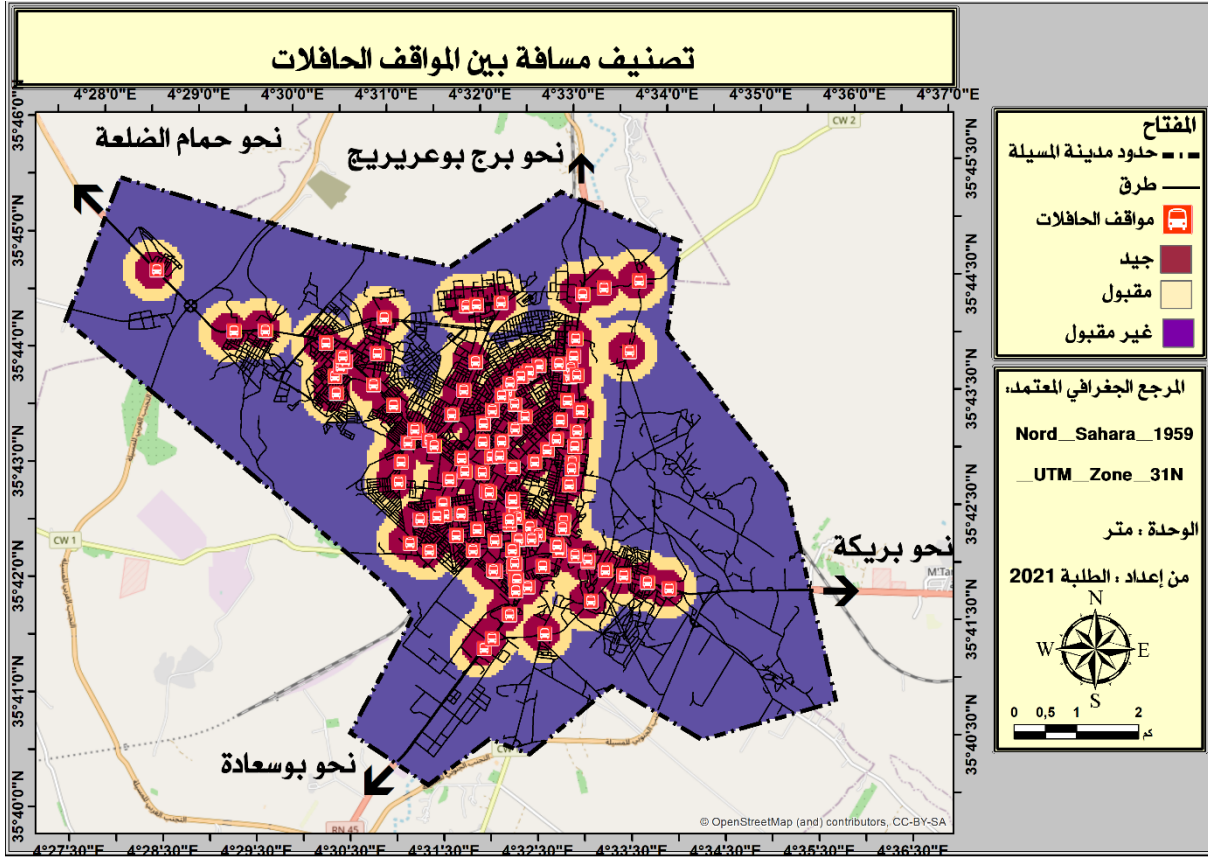 تصنيف مسافة بين المواقف الحافلات
4°28'0"E 4°29'0"E 4°30'0"E 4°31'0"E 4°32'0"E 4°33'0"E 4°34'0"E 4°35'0"E 4°36'0"E 4°37'0"E
35°46'0"N
35°45'0"N
35°44'0"N
35°43'0"N
35°42'0"N
35°41'0"N
35°40'0"N
نحو حمام الضلعة
نحو برج بوعريريج
CW 2
CW 1
نحو بريكة
نحو بوسعادة
RN 45
© OpenStreetMap (and) contributors, CC-BY-SA
35°45'30"N
35°44'30"N
35°43'30"N
35°42'30"N
35°41'30"N
35°40'30"N
4°27'30"E 4°28'30"E 4°29'30"E 4°30'30"E 4°31'30"E 4°32'30"E 4°33'30"E 4°34'30"E 4°35'30"E 4°36'30"E
المفتاح
حدود مدينة المسيلة
طرق
مواقف الحافلات
جيد
مقبول
غير مقبول
المرجع الجغرافي المعتمد:
Nord__Sahara__1959
__UTM__Zone__31N
الوحدة : متر
من إعداد : الطلبة 2021
N
W E
S
0 0,5 1 2
كم